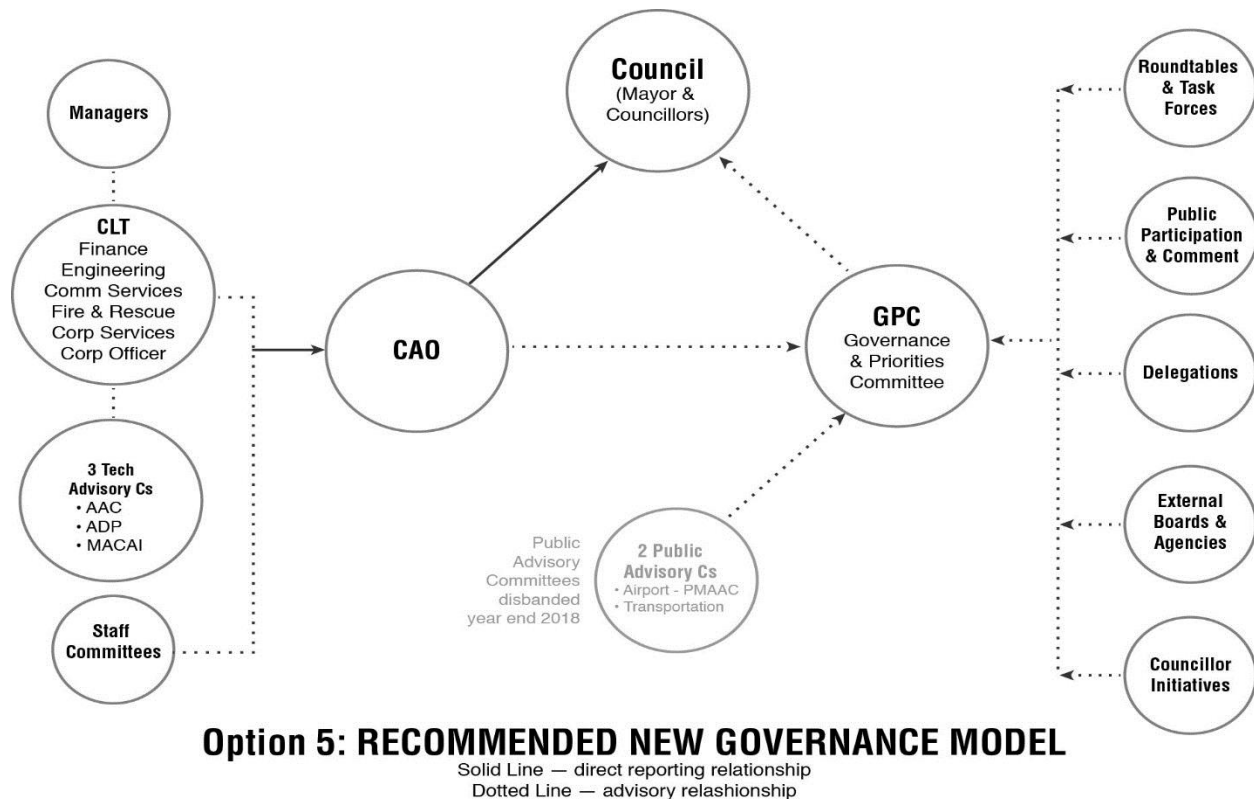 Managers
CLT
Finance
Engineering
Comm Services
Fire & Rescue
Corp Services
Corp Officer
3 Tech
Advisory Cs
• AAC
• ADP
• MACAI
Staff
Committees
Council
(Mayor &
Councillors)
CAO
GPC
Governance
& Priorities
Committee
Public
Advisory
Committees
disbanded
year end 2018
2 Public
Advisory Cs
• Airport - PMAAC
• Transportation
Roundtables
& Task
Forces
Public
Participation
& Comment
Delegations
External
Boards &
Agencies
Councillor
Initiatives
Option 5: RECOMMENDED NEW GOVERNANCE MODEL
Solid Line — direct reporting relationship
Dotted Line — advisory relashionship